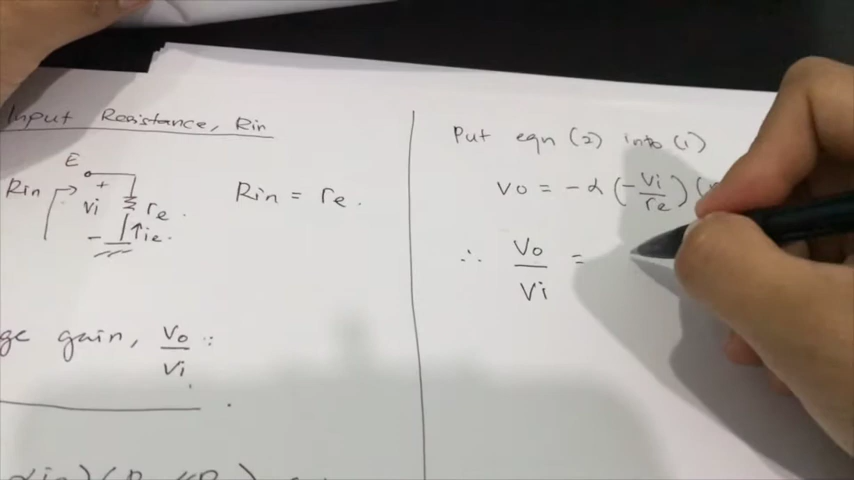 Input Resistance, Rin
E
Rin
+
vi
re.
-
↑ie.
Rin = re.
gain, Vo/Vi :
Put eqn (2) into (1)
Vo = -α (-Vi/re) (
∴ Vo/Vi =